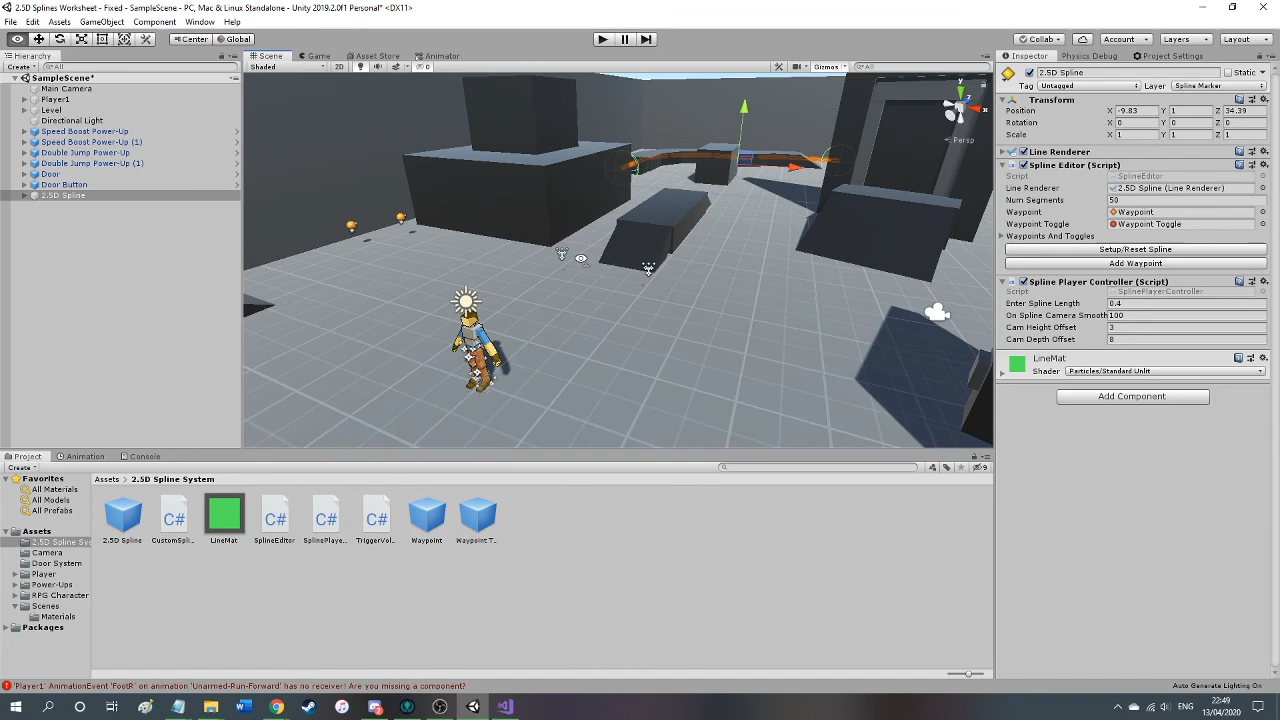 2.5D Splines Worksheet - Fixed - SampleScene - PC, Mac & Linux Standalone - Unity 2019.2.0f1 Personal* <DX11>
File Edit Assets GameObject Component Window Help
Center Global Collab Account Layers Layout
Hierarchy
Create All
SampleScene*
Main Camera
Player1
Level
Directional Light
Speed Boost Power-Up
Speed Boost Power-Up (1)
Double Jump Power-Up
Double Jump Power-Up (1)
Door
Door Button
2.5D Spline
Scene Game Asset Store Animator
Shaded 2D 0 Gizmos All
y
z
x
Persp
Inspector Physics Debug Project Settings
2.5D Spline Static
Tag Untagged Layer Spline Marker
Transform
Position X -9.83 Y 1 Z 34.39
Rotation X 0 Y 0 Z 0
Scale X 1 Y 1 Z 1
Line Renderer
Spline Editor (Script)
Script SplineEditor
Line Renderer 2.5D Spline (Line Renderer)
Num Segments 50
Waypoint Waypoint
Waypoint Toggle Waypoint Toggle
Waypoints And Toggles
Setup/Reset Spline
Add Waypoint
Spline Player Controller (Script)
Script SplinePlayerController
Enter Spline Length 0.4
On Spline Camera Smooth 100
Cam Height Offset 3
Cam Depth Offset 8
LineMat
Shader Particles/Standard Unlit
Add Component
Project Animation Console
Create 9
Favorites
All Materials
All Models
All Prefabs
Assets
2.5D Spline Sys
Camera
Door System
Player
Power-Ups
RPG Character
Scenes
Materials
Packages
Assets 2.5D Spline System
2.5D Spline CustomSpli... LineMat SplineEditor SplinePlaye... TriggerVol... Waypoint Waypoint T...
C# C# C# C#
'Player1' AnimationEvent 'FootR' on animation 'Unarmed-Run-Forward' has no receiver! Are you missing a component?
Auto Generate Lighting On
ENG
22:49
13/04/2020